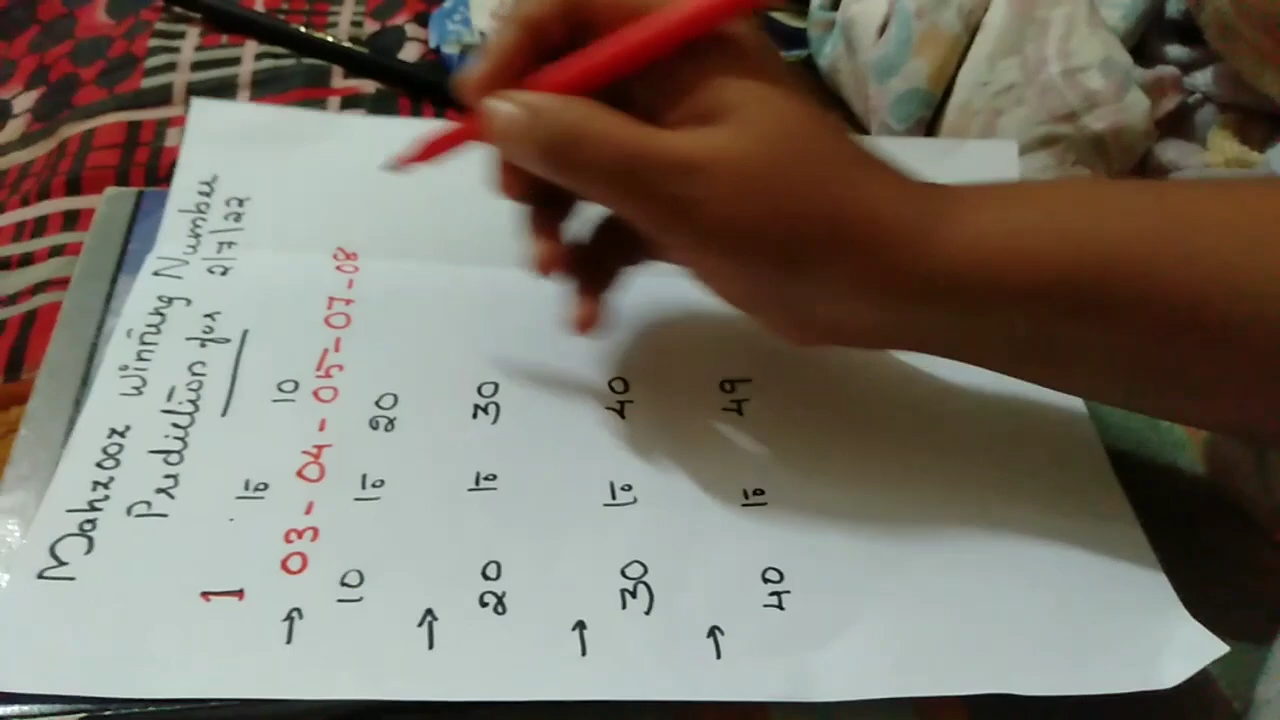 Mahzoox Winning Number
Prediction for 2/7/22
1 To 10
→ 03-04-05-07-08
10 To 20
→
20 To 30
→
30 To 40
→
40 To 49